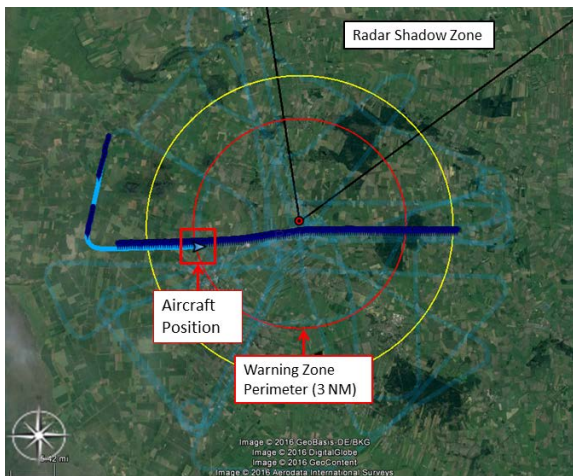 Radar Shadow Zone
Aircraft
Position
Warning Zone
Perimeter (3 NM)
Image © 2016 GeoBasis-DE/BKG
Image © 2016 DigitalGlobe
Image © 2016 GeoContent
Image © 2016 Aerodata International Surveys